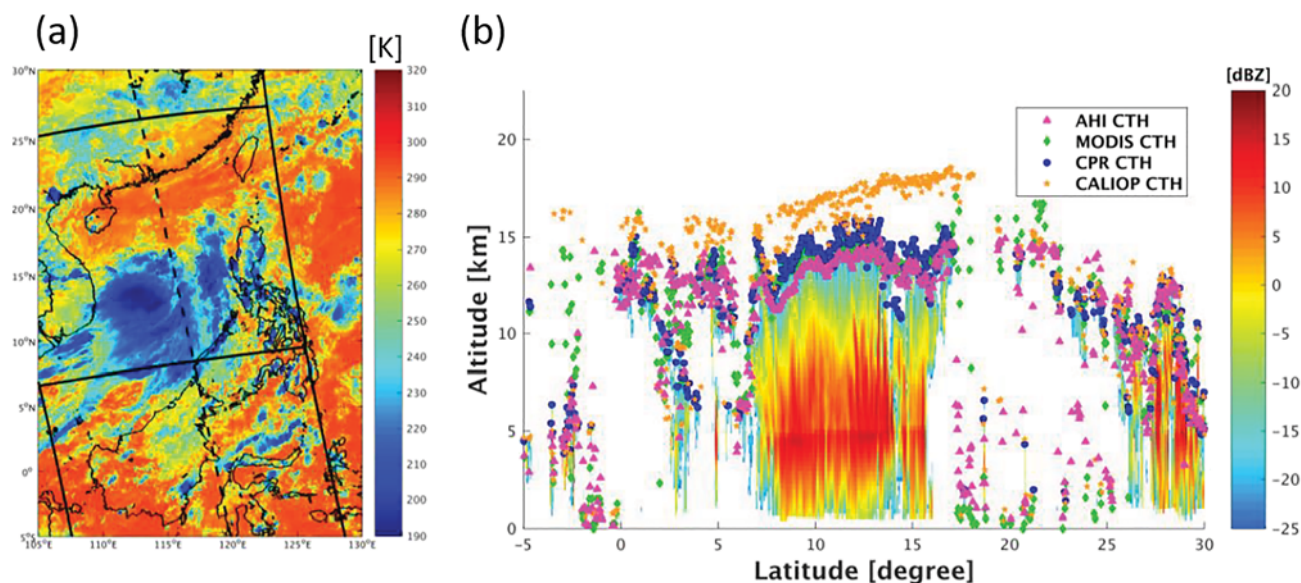 (a)
[K]
30°N
25°N
20°N
15°N
10°N
5°N
0°
5°S
105°E
110°E
115°E
120°E
125°E
130°E
320
310
300
290
280
270
260
250
240
230
220
210
200
190
(b)
[dBZ]
20
15
10
5
0
-5
-10
-15
-20
-25
AHI CTH
MODIS CTH
CPR CTH
CALIOP CTH
Altitude [km]
20
15
10
5
0
-5
0
5
10
15
20
25
30
Latitude [degree]